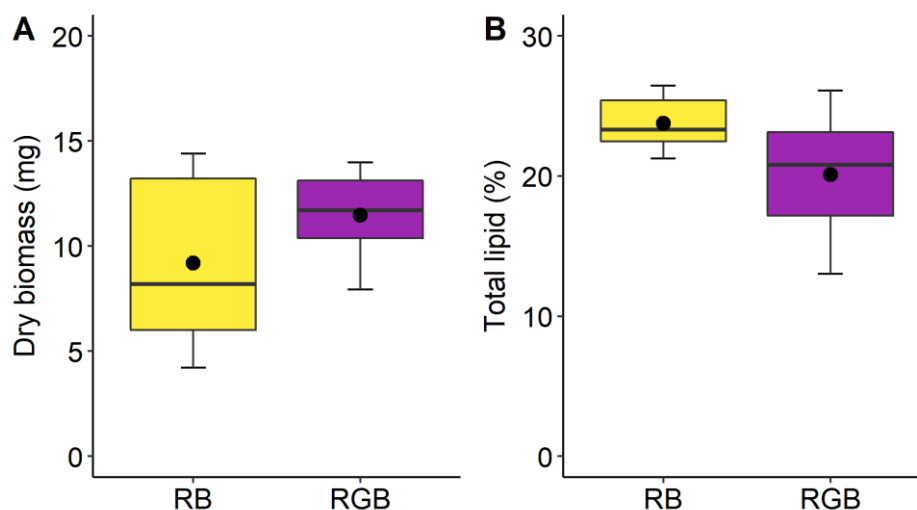 A
Dry biomass (mg)
20
15
10
5
0
RB
RGB
B
Total lipid (%)
30
20
10
0
RB
RGB